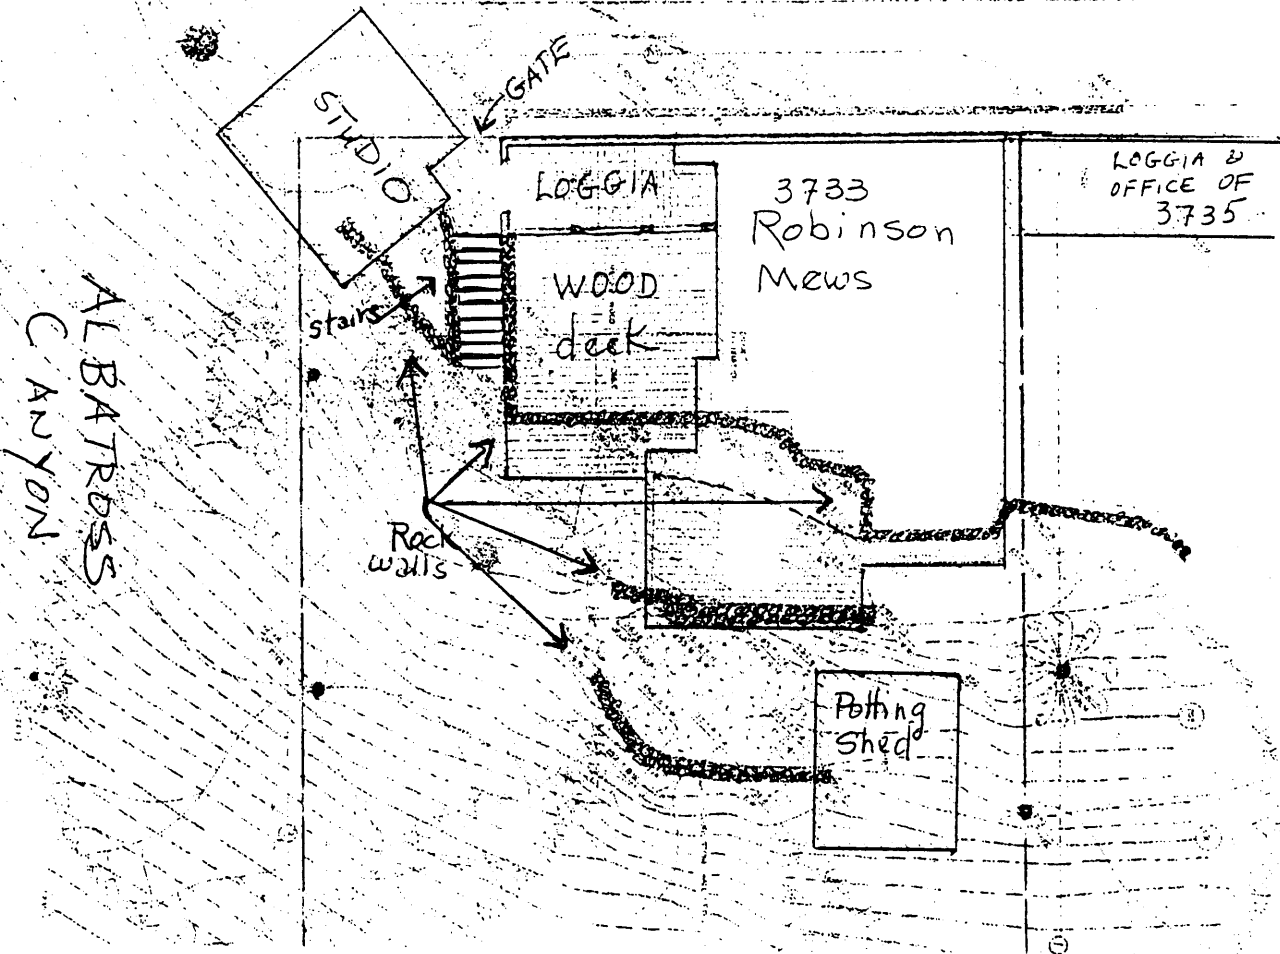 GATE
STUDIO
LOGGIA
3733
Robinson
Mews
LOGGIA &
OFFICE OF
3735
WOOD
deck
stairs
ALBATROSS
CANYON
Rock
walls
Potting
Shed